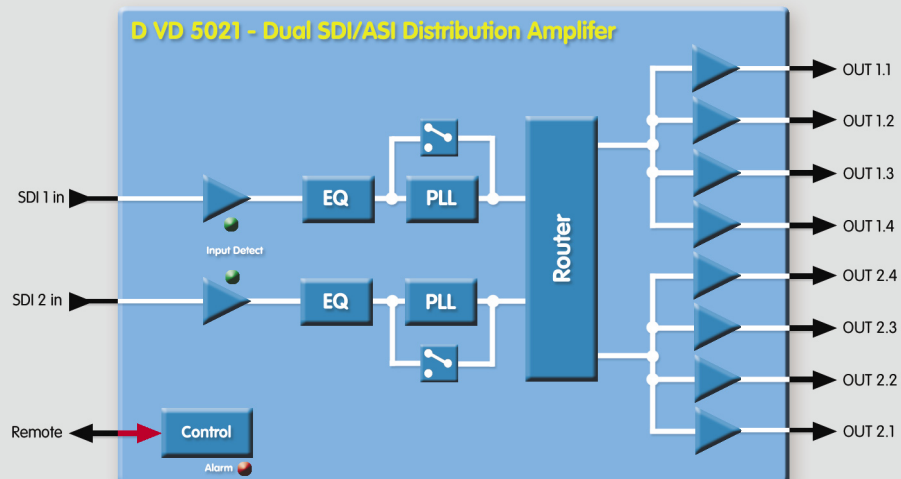 D VD 5021 - Dual SDI/ASI Distribution Amplifer
OUT 1.1
OUT 1.2
OUT 1.3
OUT 1.4
SDI 1 in
EQ
PLL
Router
Input Detect
SDI 2 in
EQ
PLL
OUT 2.4
OUT 2.3
OUT 2.2
OUT 2.1
Remote
Control
Alarm